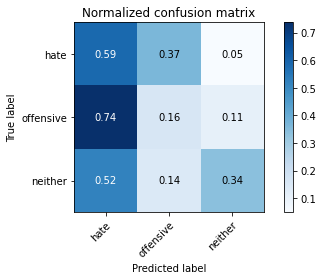 Normalized confusion matrix
True label
hate 0.59 0.37 0.05
offensive 0.74 0.16 0.11
neither 0.52 0.14 0.34
hate offensive neither
Predicted label
0.7
0.6
0.5
0.4
0.3
0.2
0.1